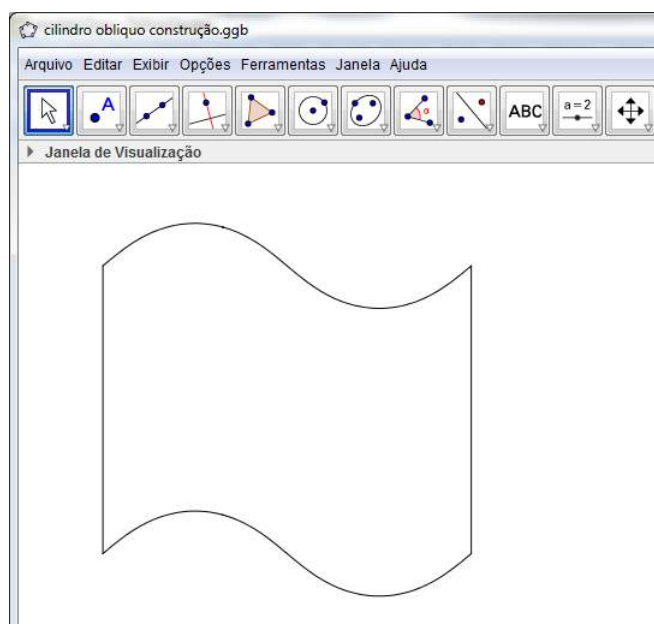 cilindro obliquo construção.ggb
Arquivo Editar Exibir Opções Ferramentas Janela Ajuda
A α ABC a=2
Janela de Visualização